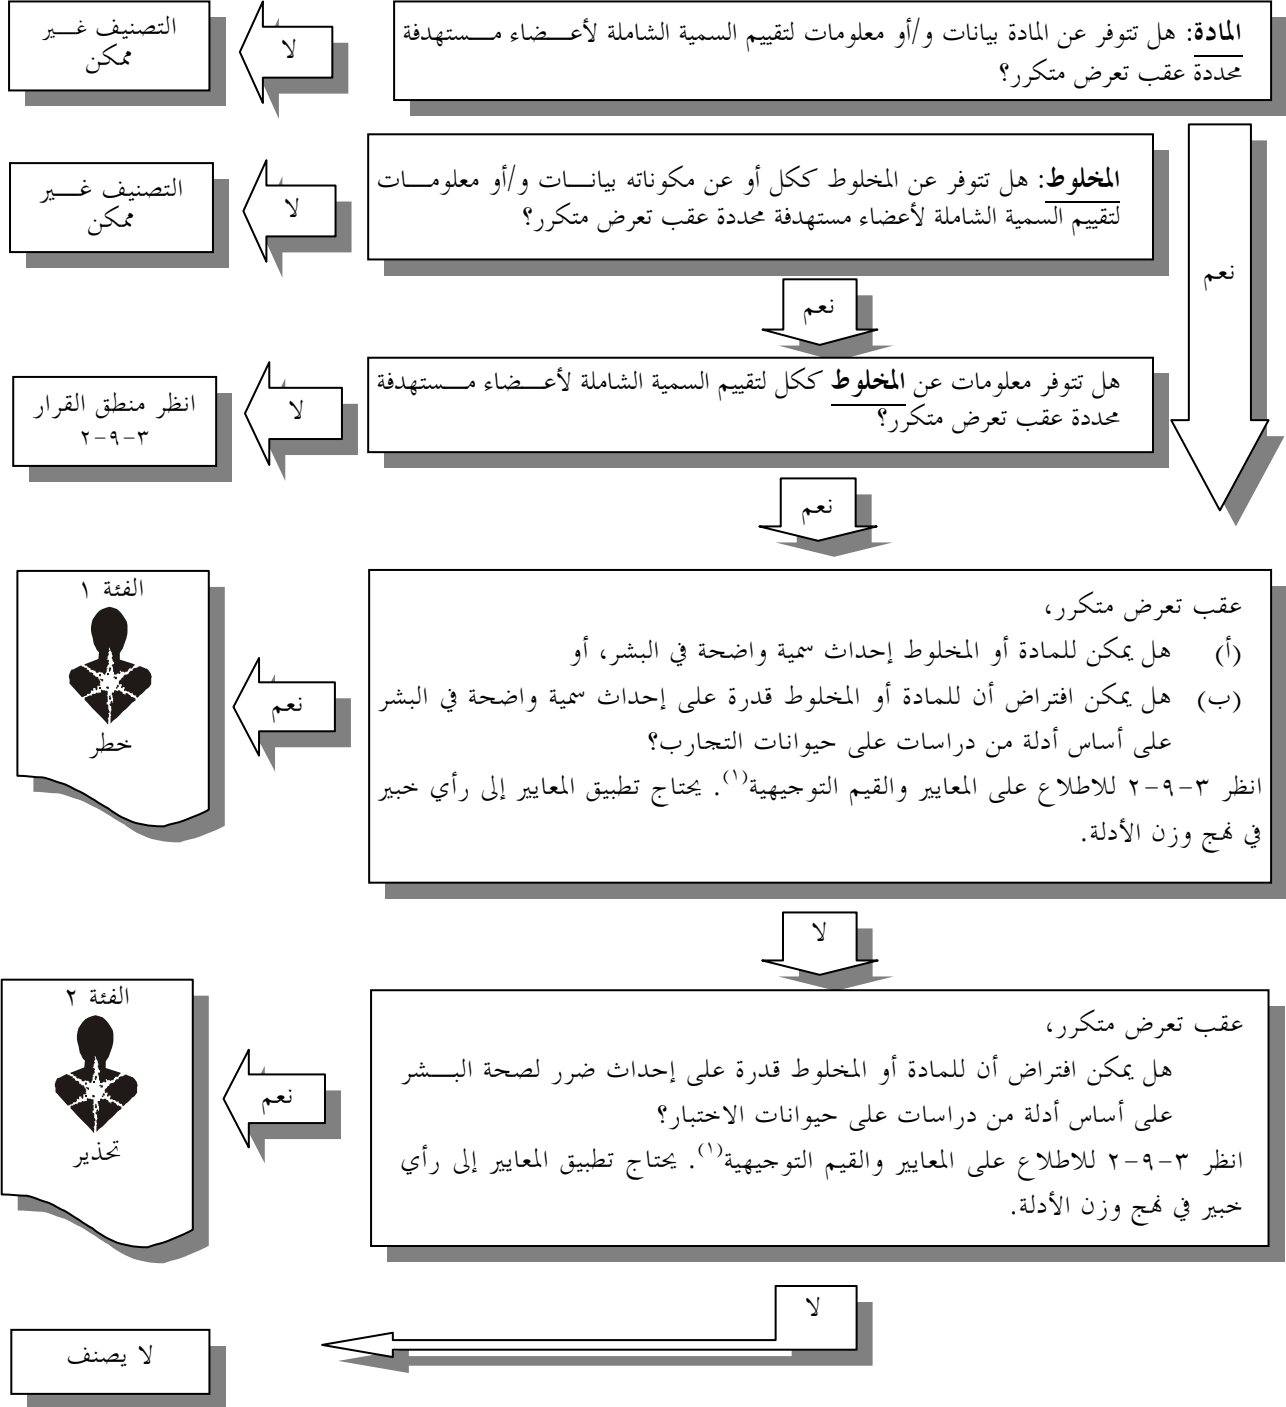 المادة: هل تتوفر عن المادة بيانات و/أو معلومات لتقييم السمية الشاملة لأعضاء مستهدفة
محددة عقب تعرض متكرر؟
لا
التصنيف غير
ممكن
المخلوط: هل تتوفر عن المخلوط ككل أو عن مكوناته بيانات و/أو معلومات
لتقييم السمية الشاملة لأعضاء مستهدفة محددة عقب تعرض متكرر؟
لا
التصنيف غير
ممكن
نعم
نعم
هل تتوفر معلومات عن المخلوط ككل لتقييم السمية الشاملة لأعضاء مستهدفة
محددة عقب تعرض متكرر؟
لا
انظر منطق القرار
٣-٩-٢
نعم
عقب تعرض متكرر،
(أ) هل يمكن للمادة أو المخلوط إحداث سمية واضحة في البشر، أو
(ب) هل يمكن افتراض أن للمادة أو المخلوط قدرة على إحداث سمية واضحة في البشر
على أساس أدلة من دراسات على حيوانات التجارب؟
انظر ٣-٩-٢ للاطلاع على المعايير والقيم التوجيهية(١). يحتاج تطبيق المعايير إلى رأي خبير
في نهج وزن الأدلة.
نعم
الفئة ١
خطر
لا
عقب تعرض متكرر،
هل يمكن افتراض أن للمادة أو المخلوط قدرة على إحداث ضرر لصحة البشر
على أساس أدلة من دراسات على حيوانات الاختبار؟
انظر ٣-٩-٢ للاطلاع على المعايير والقيم التوجيهية(١). يحتاج تطبيق المعايير إلى رأي
خبير في نهج وزن الأدلة.
نعم
الفئة ٢
تحذير
لا
لا يصنف